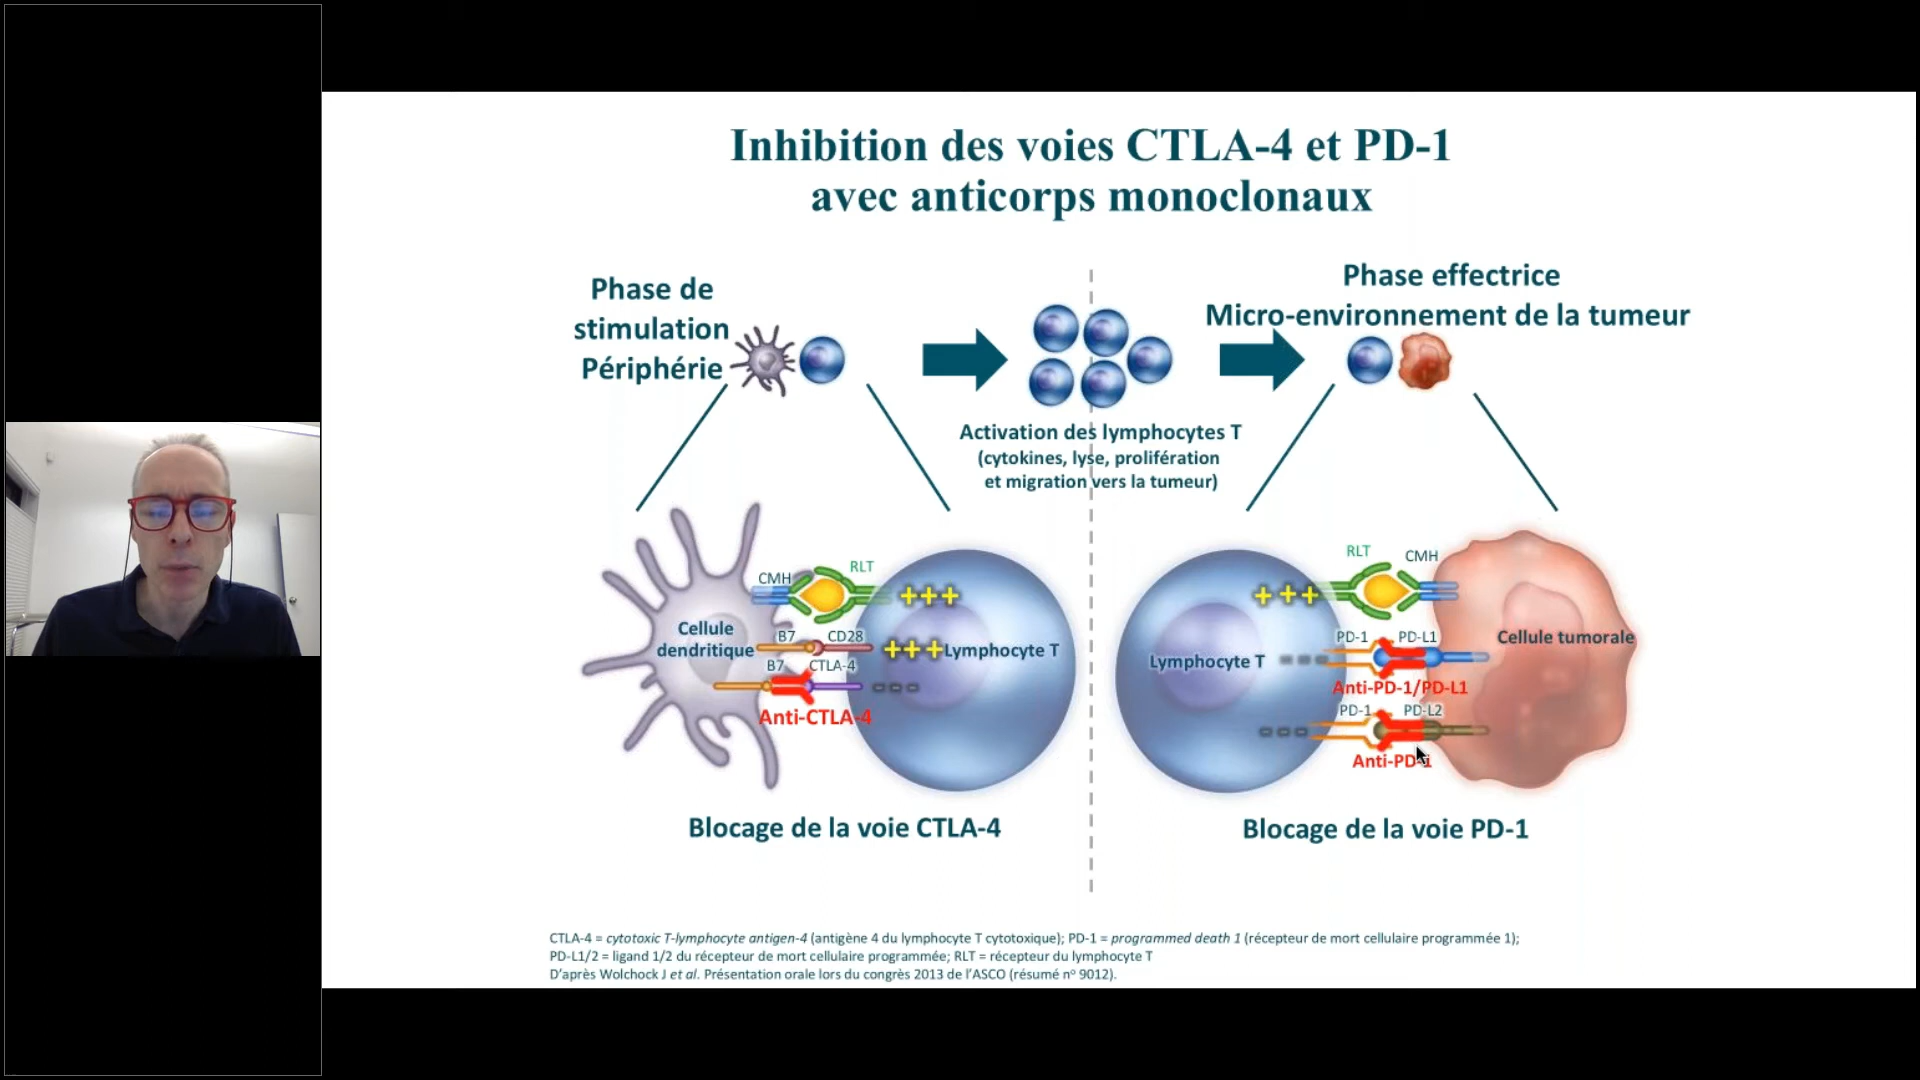 Inhibition des voies CTLA-4 et PD-1
avec anticorps monoclonaux
Phase de
stimulation
Périphérie
Phase effectrice
Micro-environnement de la tumeur
Activation des lymphocytes T
(cytokines, lyse, prolifération
et migration vers la tumeur)
CMH
RLT
+++
Cellule
dendritique
B7
CD28
+++
Lymphocyte T
B7
CTLA-4
---
Anti-CTLA-4
Blocage de la voie CTLA-4
RLT
CMH
+++
PD-1
PD-L1
Cellule tumorale
Lymphocyte T
---
Anti-PD-1/PD-L1
PD-1
PD-L2
---
Anti-PD-1
Blocage de la voie PD-1
CTLA-4 = cytotoxic T-lymphocyte antigen-4 (antigène 4 du lymphocyte T cytotoxique); PD-1 = programmed death 1 (récepteur de mort cellulaire programmée 1);
PD-L1/2 = ligand 1/2 du récepteur de mort cellulaire programmée; RLT = récepteur du lymphocyte T
D'après Wolchock J et al. Présentation orale lors du congrès 2013 de l'ASCO (résumé nº 9012).